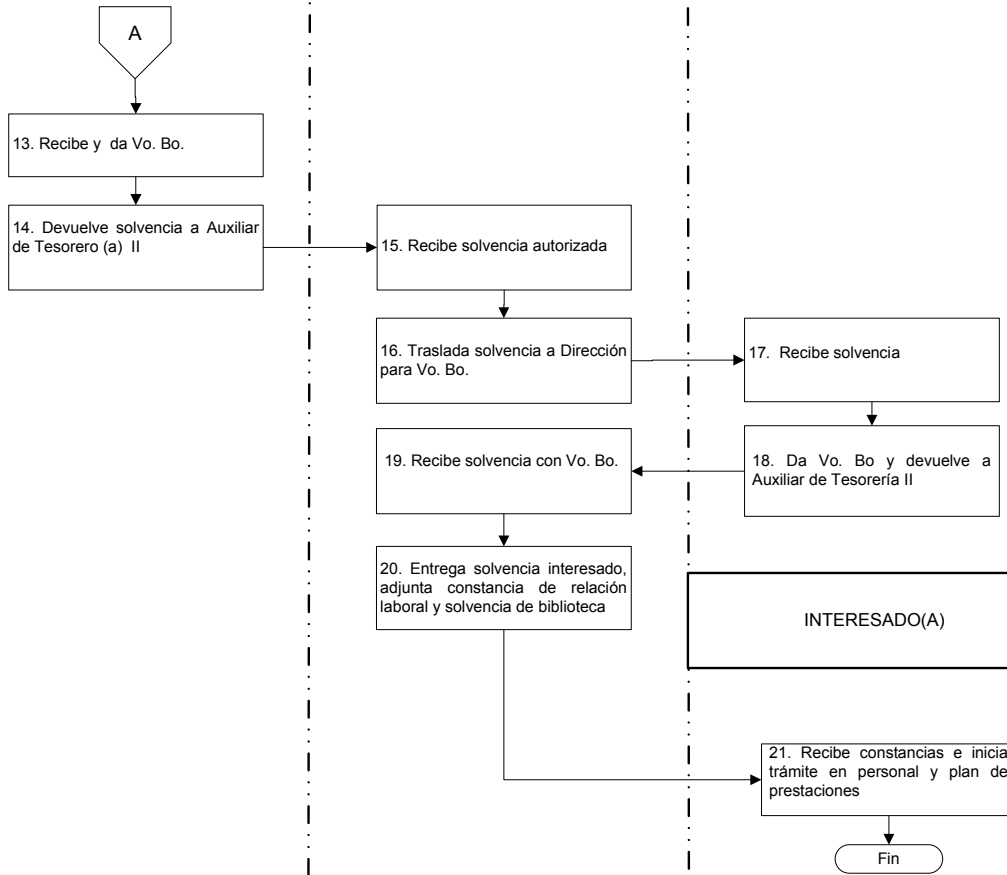 A
13. Recibe y da Vo. Bo.
14. Devuelve solvencia a Auxiliar
de Tesorero (a) II
15. Recibe solvencia autorizada
16. Traslada solvencia a Dirección
para Vo. Bo.
17. Recibe solvencia
18. Da Vo. Bo y devuelve a
Auxiliar de Tesorería II
19. Recibe solvencia con Vo. Bo.
20. Entrega solvencia interesado,
adjunta constancia de relación
laboral y solvencia de biblioteca
INTERESADO(A)
21. Recibe constancias e inicia
trámite en personal y plan de
prestaciones
Fin